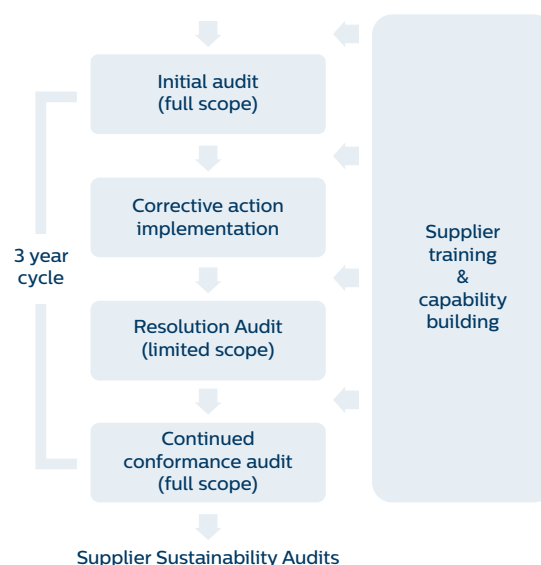 Initial audit
(full scope)
Corrective action
implementation
3 year
cycle
Resolution Audit
(limited scope)
Continued
conformance audit
(full scope)
Supplier
training
&
capability
building
Supplier Sustainability Audits